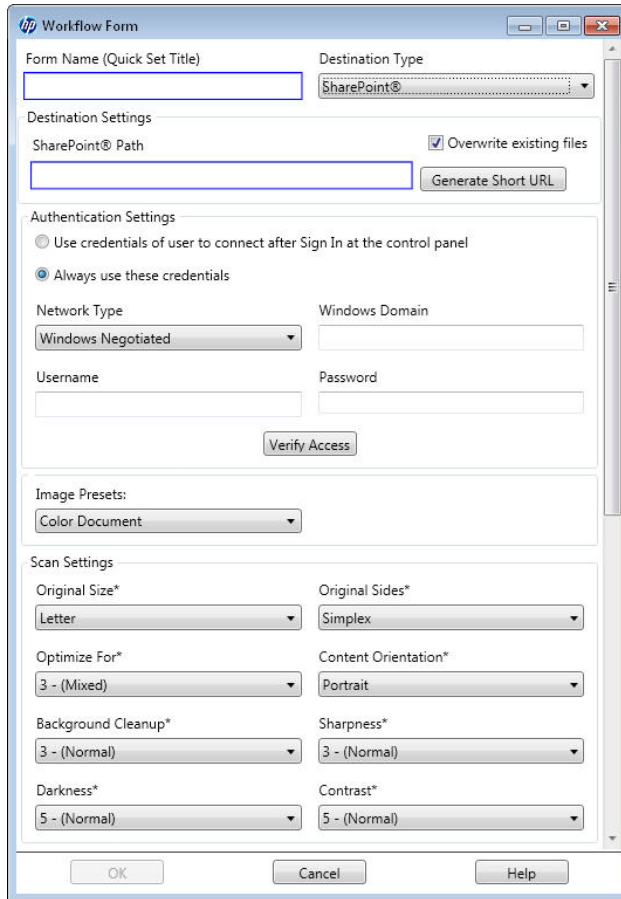 hp Workflow Form
Form Name (Quick Set Title) Destination Type
SharePoint®
Destination Settings
SharePoint® Path Overwrite existing files
Generate Short URL
Authentication Settings
Use credentials of user to connect after Sign In at the control panel
Always use these credentials
Network Type Windows Domain
Windows Negotiated
Username Password
Verify Access
Image Presets:
Color Document
Scan Settings
Original Size* Original Sides*
Letter Simplex
Optimize For* Content Orientation*
3 - (Mixed) Portrait
Background Cleanup* Sharpness*
3 - (Normal) 3 - (Normal)
Darkness* Contrast*
5 - (Normal) 5 - (Normal)
OK Cancel Help